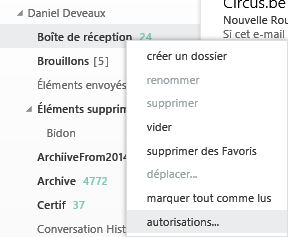 Daniel Deveaux
Boîte de réception 24
Brouillons [5]
Éléments envoyés
Éléments supprim
Bidon
ArchiiveFrom2014
Archive 4772
Certif 37
Conversation Hist
Circus.be
Nouvelle Rou
Si cet e-mail
créer un dossier
renommer
supprimer
vider
supprimer des Favoris
déplacer...
marquer tout comme lus
autorisations...